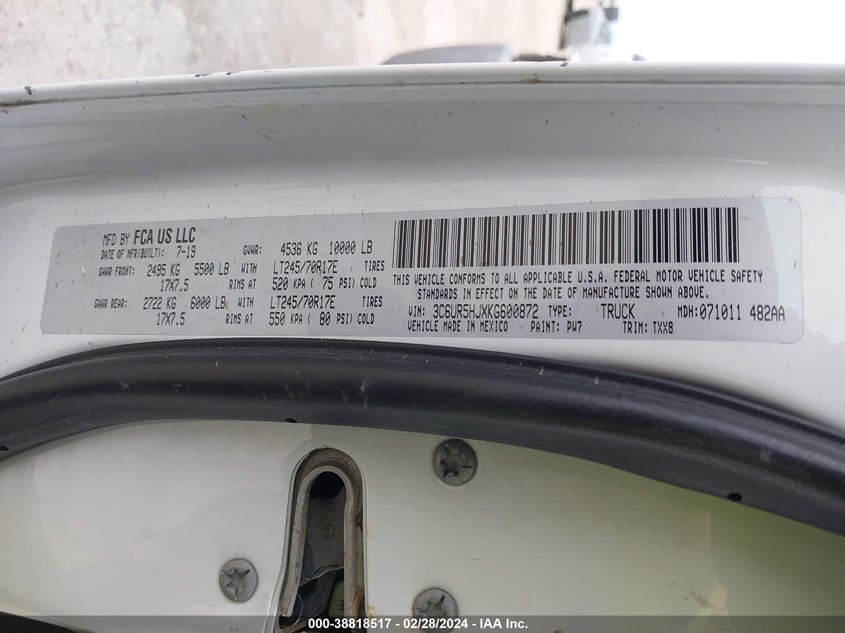 MFD BY FCA US LLC
DATE OF MFR(BUILT): 7-19 GVWR: 4536 KG 10000 LB
GAWR FRONT: 2495 KG 5500 LB WITH LT245/70R17E TIRES
17X7.5 RIMS AT 520 KPA ( 75 PSI) COLD
GAWR REAR: 2722 KG 6000 LB WITH LT245/70R17E TIRES
17X7.5 RIMS AT 550 KPA ( 80 PSI) COLD
THIS VEHICLE CONFORMS TO ALL APPLICABLE U.S.A. FEDERAL MOTOR VEHICLE SAFETY
STANDARDS IN EFFECT ON THE DATE OF MANUFACTURE SHOWN ABOVE.
VIN: 3C6UR5HJXKG600872 TYPE: TRUCK MDH:071011 482AA
VEHICLE MADE IN MEXICO PAINT: PW7 TRIM: TXX8
000-38818517 - 02/28/2024 - © IAA Inc.